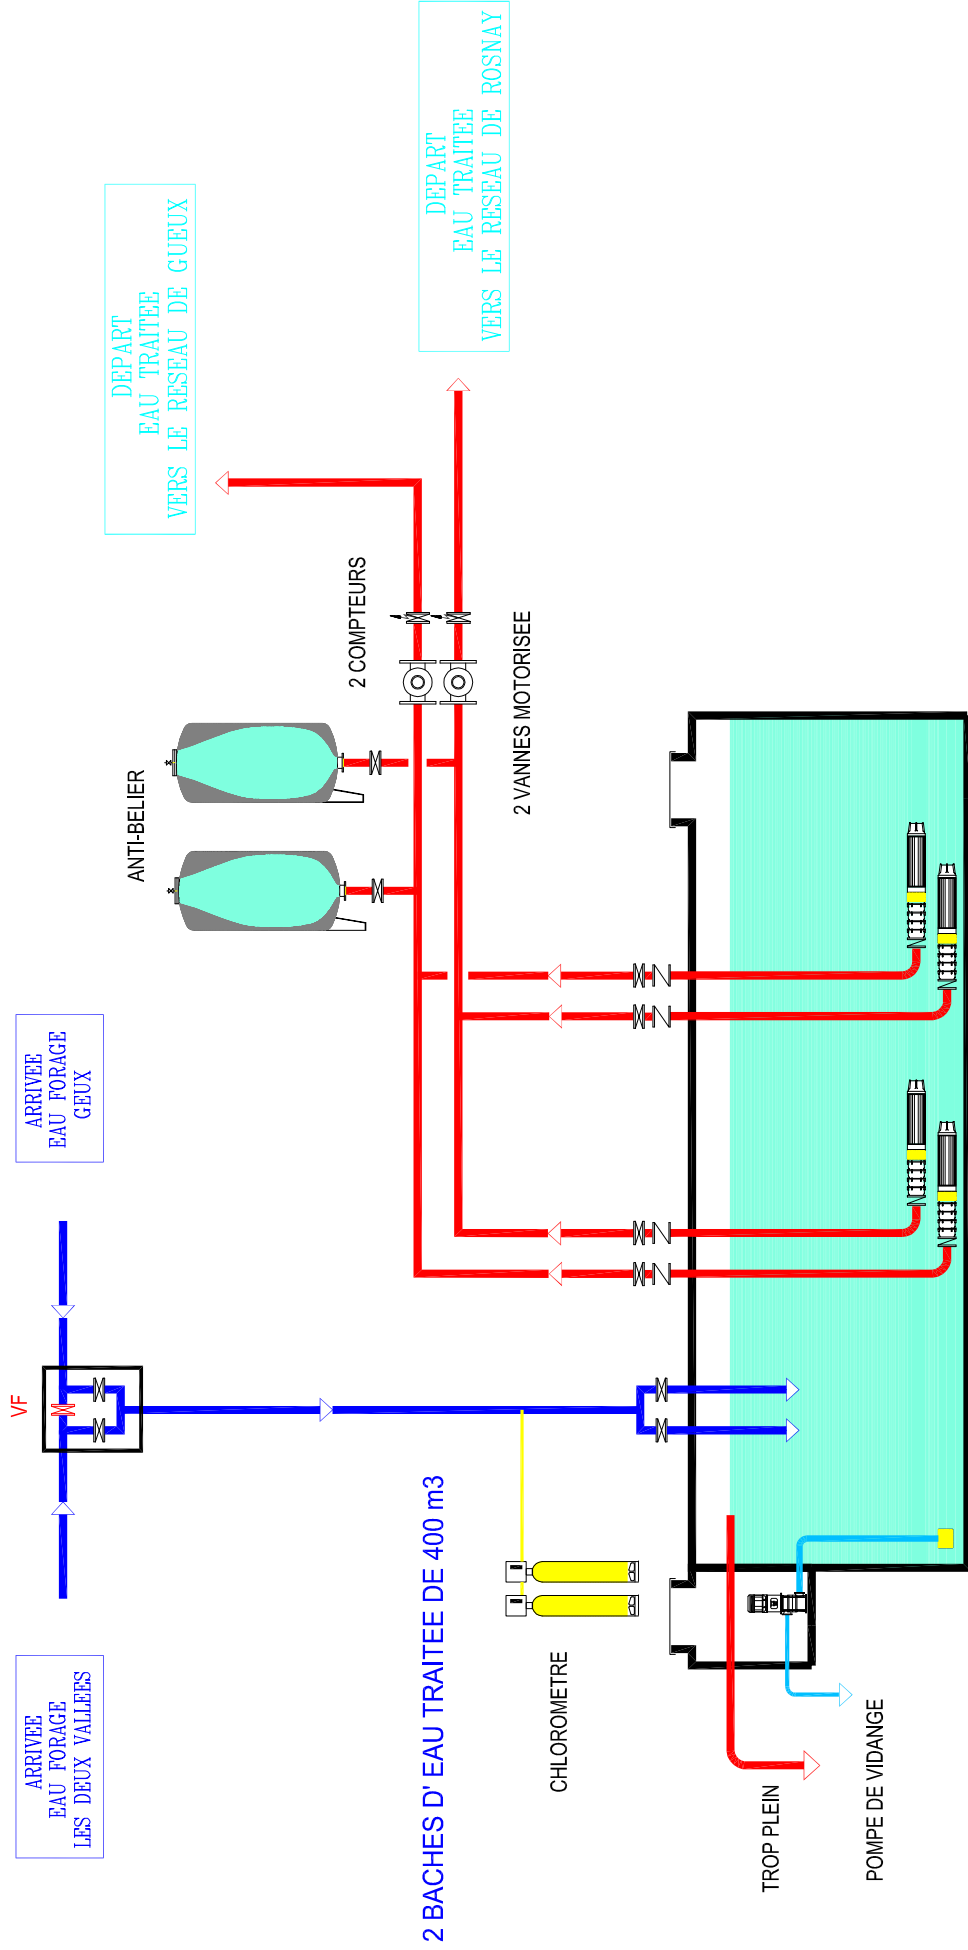 ARRIVEE
EAU FORAGE
LES DEUX VALLEES
VF
ARRIVEE
EAU FORAGE
GEUX
ANTI-BELIER
DEPART
EAU TRAITEE
VERS LE RESEAU DE GUEUX
2 COMPTEURS
DEPART
EAU TRAITEE
VERS LE RESEAU DE ROSNAY
2 VANNES MOTORISEE
2 BACHES D' EAU TRAITEE DE 400 m3
CHLOROMETRE
TROP PLEIN
POMPE DE VIDANGE